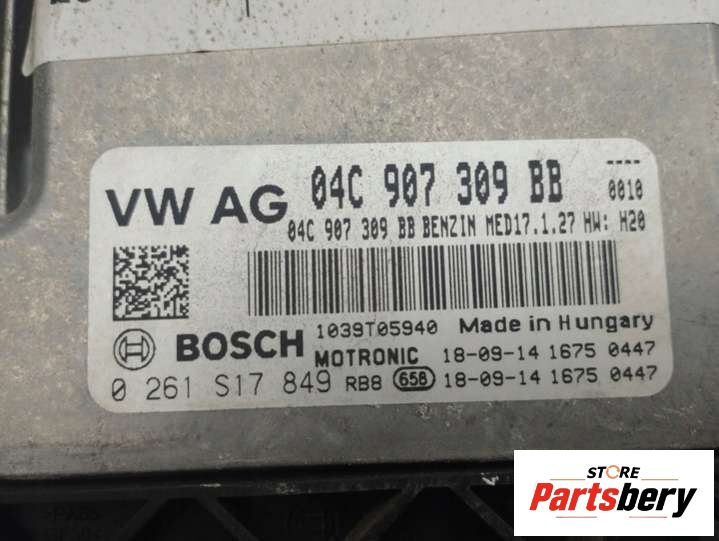 VW AG 04C 907 309 BB ----
0010
04C 907 309 BB BENZIN MED17.1.27 HW: H20
BOSCH 1039T05940 Made in Hungary
MOTRONIC 18-09-14 1675 0447
0 261 S17 849 RB8 658 18-09-14 1675 0447
STORE
Partsbery